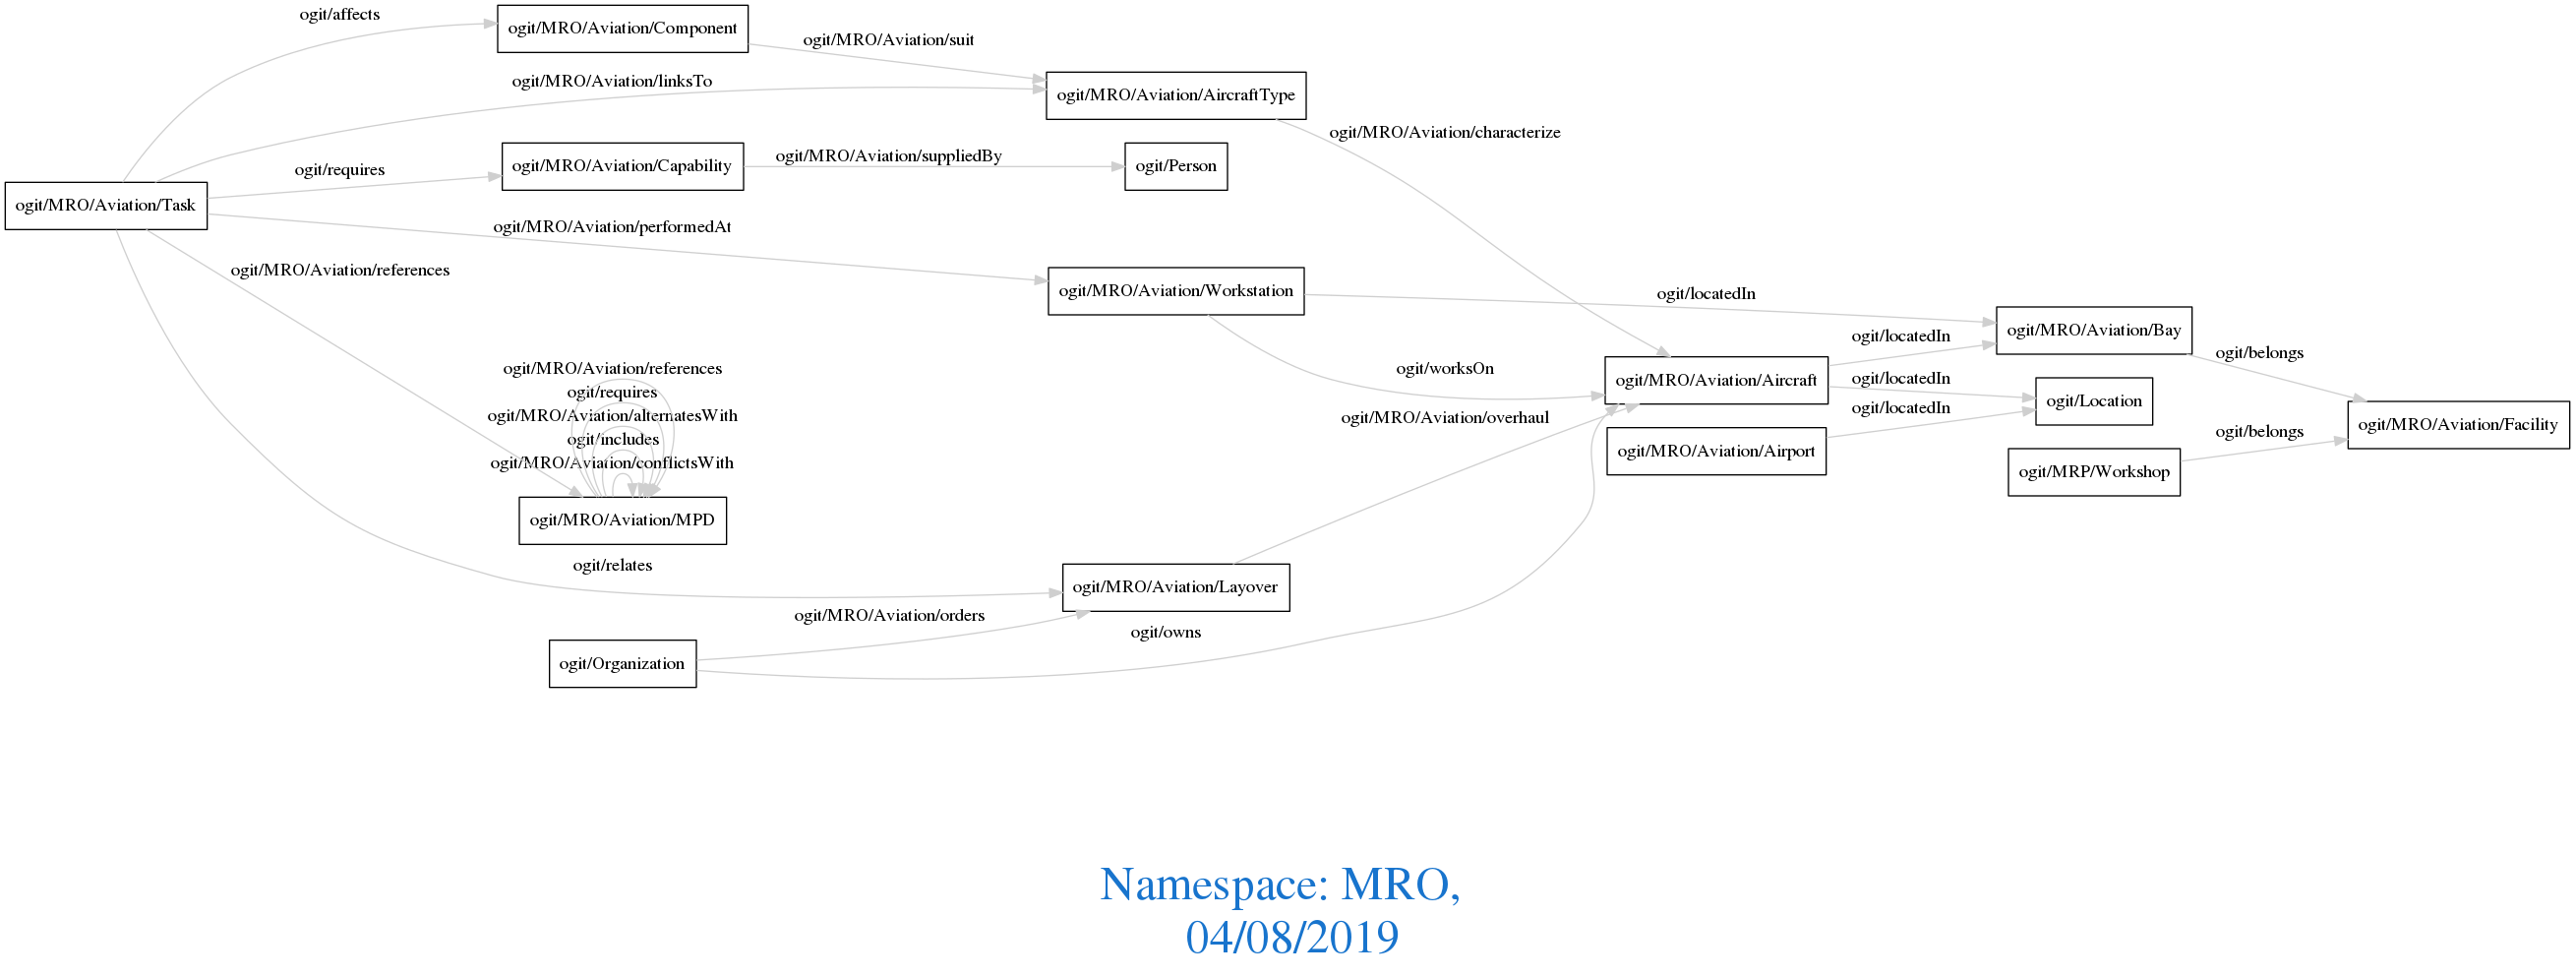 ogit/affects
ogit/MRO/Aviation/Component
ogit/MRO/Aviation/suit
ogit/MRO/Aviation/linksTo
ogit/MRO/Aviation/AircraftType
ogit/MRO/Aviation/characterize
ogit/requires
ogit/MRO/Aviation/Capability
ogit/MRO/Aviation/suppliedBy
ogit/Person
ogit/MRO/Aviation/Task
ogit/MRO/Aviation/performedAt
ogit/MRO/Aviation/references
ogit/MRO/Aviation/Workstation
ogit/locatedIn
ogit/MRO/Aviation/Bay
ogit/locatedIn
ogit/belongs
ogit/MRO/Aviation/references
ogit/worksOn
ogit/MRO/Aviation/Aircraft
ogit/locatedIn
ogit/requires
ogit/Location
ogit/locatedIn
ogit/MRO/Aviation/alternatesWith
ogit/MRO/Aviation/overhaul
ogit/MRO/Aviation/Facility
ogit/belongs
ogit/includes
ogit/MRO/Aviation/Airport
ogit/MRO/Aviation/conflictsWith
ogit/MRP/Workshop
ogit/MRO/Aviation/MPD
ogit/relates
ogit/MRO/Aviation/Layover
ogit/MRO/Aviation/orders
ogit/owns
ogit/Organization
Namespace: MRO,
04/08/2019